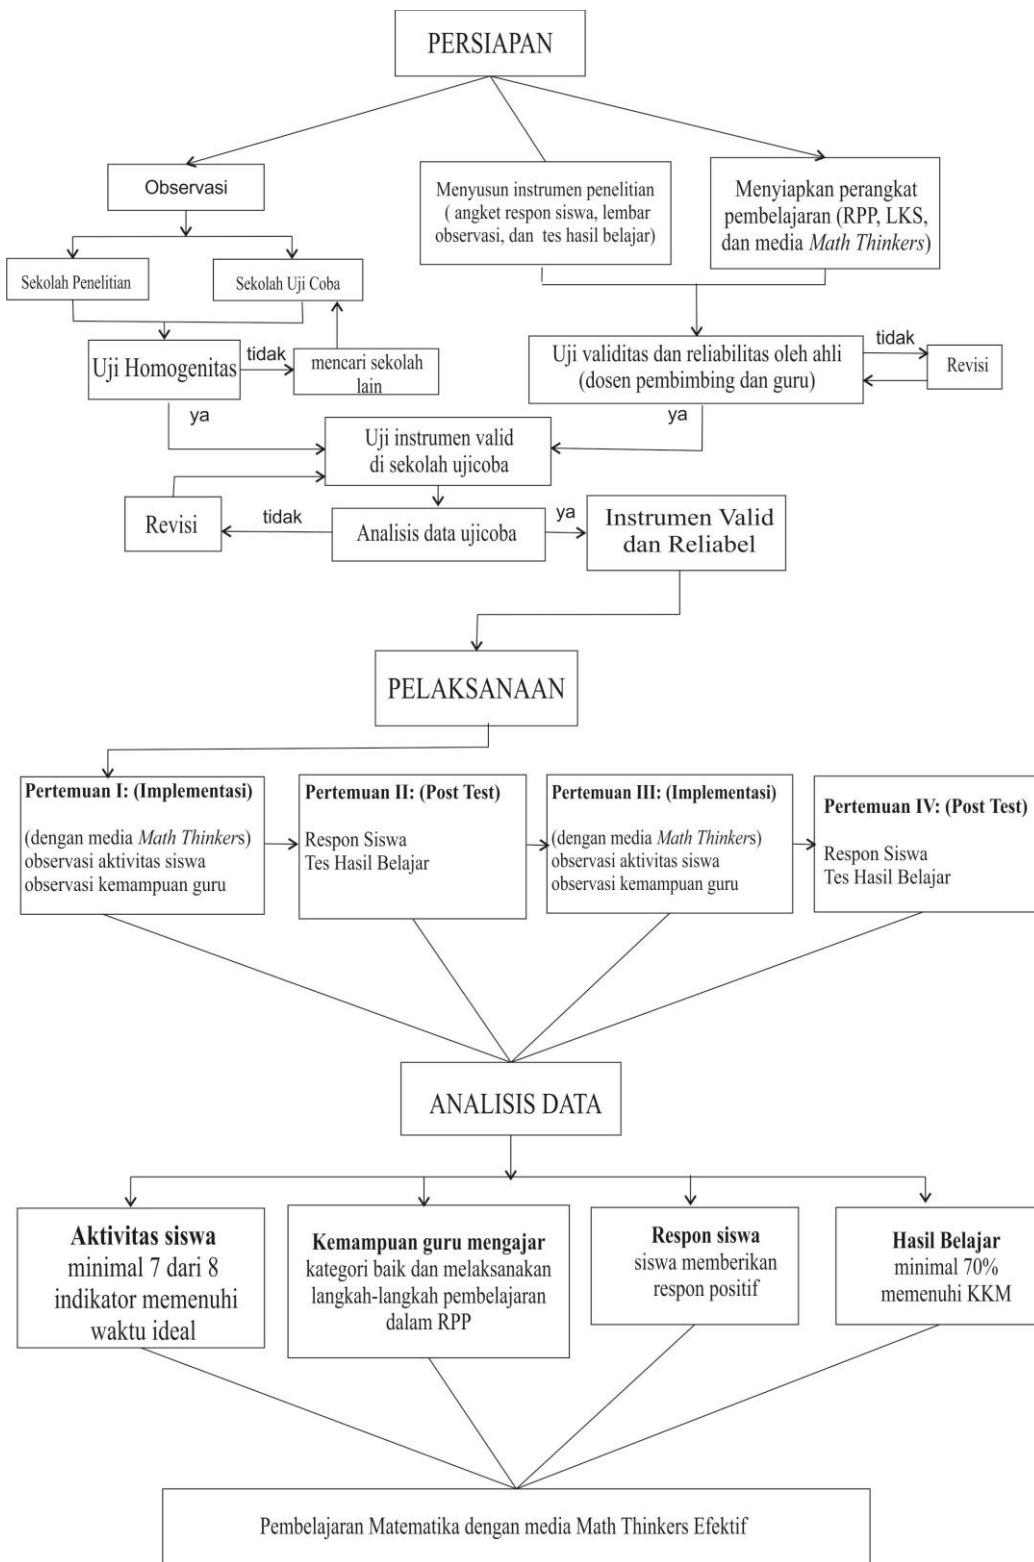 PERSIAPAN
Observasi
Menyusun instrumen penelitian
( angket respon siswa, lembar
observasi, dan tes hasil belajar)
Menyiapkan perangkat
pembelajaran (RPP, LKS,
dan media Math Thinkers)
Sekolah Penelitian
Sekolah Uji Coba
Uji Homogenitas
tidak
mencari sekolah
lain
Uji validitas dan reliabilitas oleh ahli
(dosen pembimbing dan guru)
tidak
Revisi
ya
ya
Uji instrumen valid
di sekolah ujicoba
Revisi
tidak
Analisis data ujicoba
ya
Instrumen Valid
dan Reliabel
PELAKSANAAN
Pertemuan I: (Implementasi)
(dengan media Math Thinkers)
observasi aktivitas siswa
observasi kemampuan guru
Pertemuan II: (Post Test)
Respon Siswa
Tes Hasil Belajar
Pertemuan III: (Implementasi)
(dengan media Math Thinkers)
observasi aktivitas siswa
observasi kemampuan guru
Pertemuan IV: (Post Test)
Respon Siswa
Tes Hasil Belajar
ANALISIS DATA
Aktivitas siswa
minimal 7 dari 8
indikator memenuhi
waktu ideal
Kemampuan guru mengajar
kategori baik dan melaksanakan
langkah-langkah pembelajaran
dalam RPP
Respon siswa
siswa memberikan
respon positif
Hasil Belajar
minimal 70%
memenuhi KKM
Pembelajaran Matematika dengan media Math Thinkers Efektif